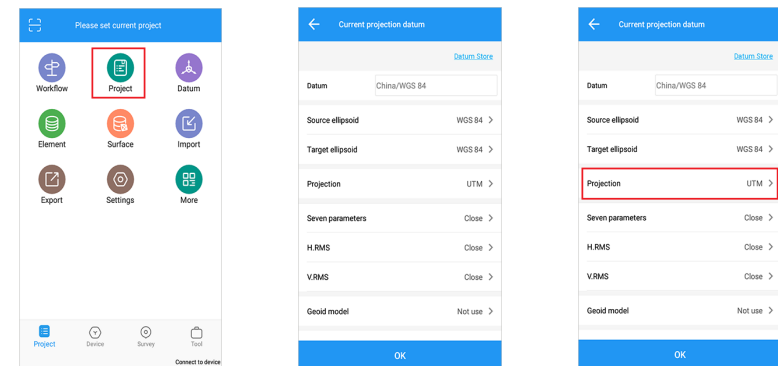 Please set current project
Workflow Project Datum
Element Surface Import
Export Settings More
Project Device Survey Tool
Connect to device
Current projection datum
Datum Store
Datum China/WGS 84
Source ellipsoid WGS 84
Target ellipsoid WGS 84
Projection UTM
Seven parameters Close
H.RMS Close
V.RMS Close
Geoid model Not use
OK
Current projection datum
Datum Store
Datum China/WGS 84
Source ellipsoid WGS 84
Target ellipsoid WGS 84
Projection UTM
Seven parameters Close
H.RMS Close
V.RMS Close
Geoid model Not use
OK